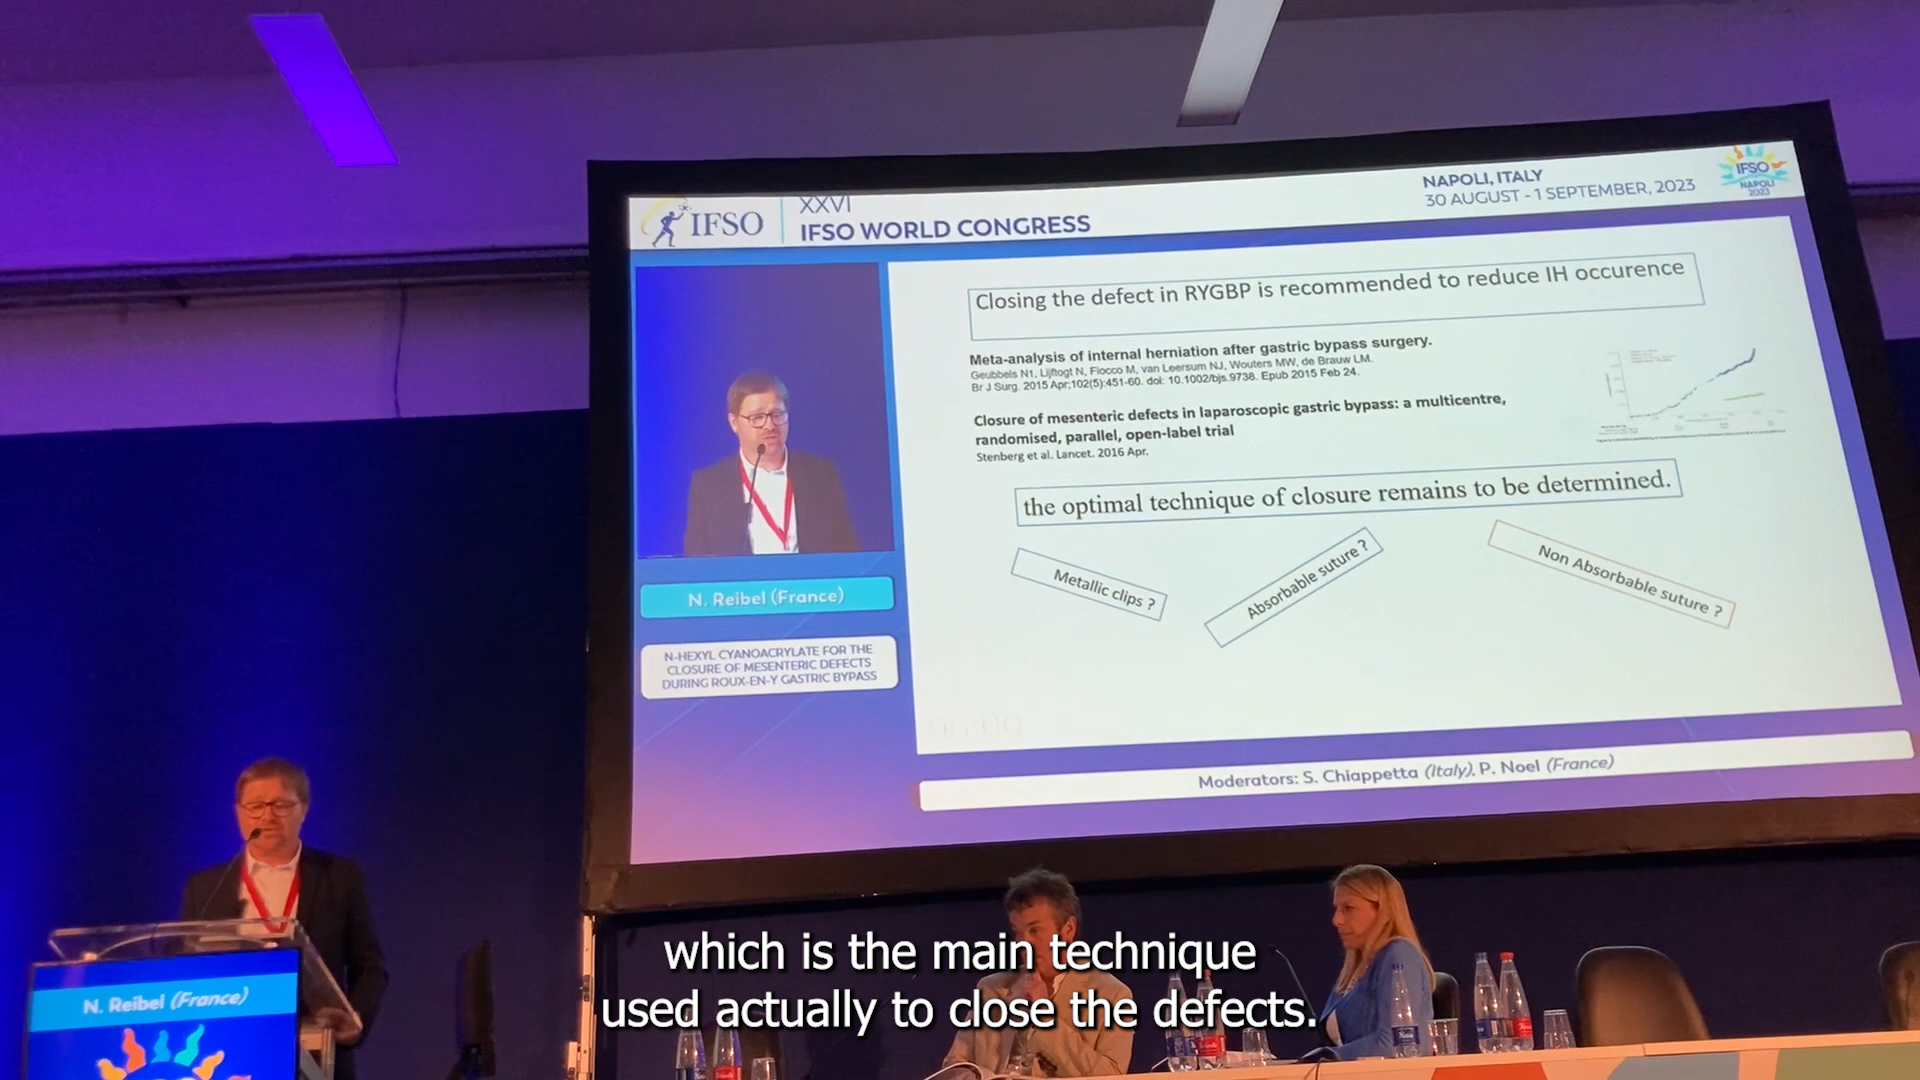 IFSO
XXVI
IFSO WORLD CONGRESS
NAPOLI, ITALY
30 AUGUST - 1 SEPTEMBER, 2023
IFSO
NAPOLI
2023
Closing the defect in RYGBP is recommended to reduce IH occurence
Meta-analysis of internal herniation after gastric bypass surgery.
Geubbels N1, Lijftogt N, Fiocco M, van Leersum NJ, Wouters MW, de Brauw LM.
Br J Surg. 2015 Apr;102(5):451-60. doi: 10.1002/bjs.9738. Epub 2015 Feb 24.
Closure of mesenteric defects in laparoscopic gastric bypass: a multicentre,
randomised, parallel, open-label trial
Stenberg et al. Lancet. 2016 Apr.
the optimal technique of closure remains to be determined.
Metallic clips ?
Absorbable suture ?
Non Absorbable suture ?
N. Reibel (France)
N-HEXYL CYANOACRYLATE FOR THE
CLOSURE OF MESENTERIC DEFECTS
DURING ROUX-EN-Y GASTRIC BYPASS
Moderators: S. Chiappetta (Italy), P. Noel (France)
N. Reibel (France)
which is the main technique
used actually to close the defects.